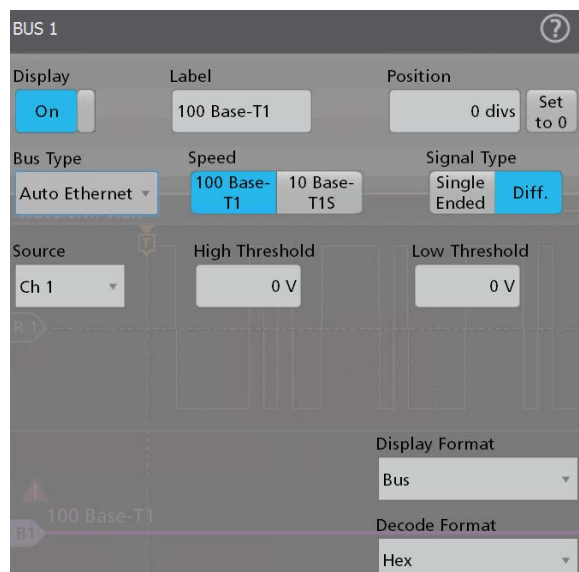 BUS 1
?
Display
Label
Position
On
100 Base-T1
0 divs
Set
to 0
Bus Type
Speed
Signal Type
Auto Ethernet
100 Base-
T1
10 Base-
T1S
Single
Ended
Diff.
Waveform View
T
Source
High Threshold
Low Threshold
Ch 1
0 V
0 V
R 1
Display Format
Bus
100 Base-T1
B1
Decode Format
Hex